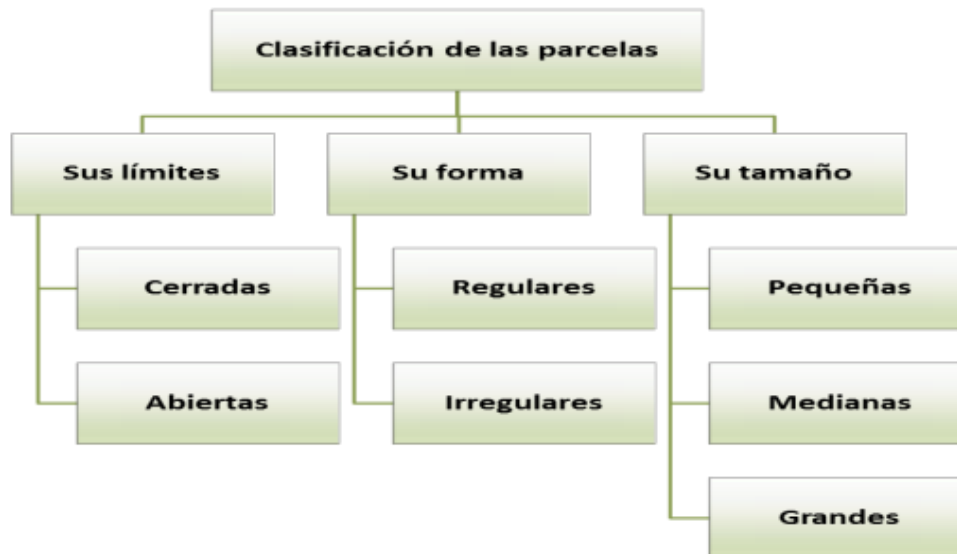 Clasificación de las parcelas
Sus límites
Cerradas
Abiertas
Su forma
Regulares
Irregulares
Su tamaño
Pequeñas
Medianas
Grandes